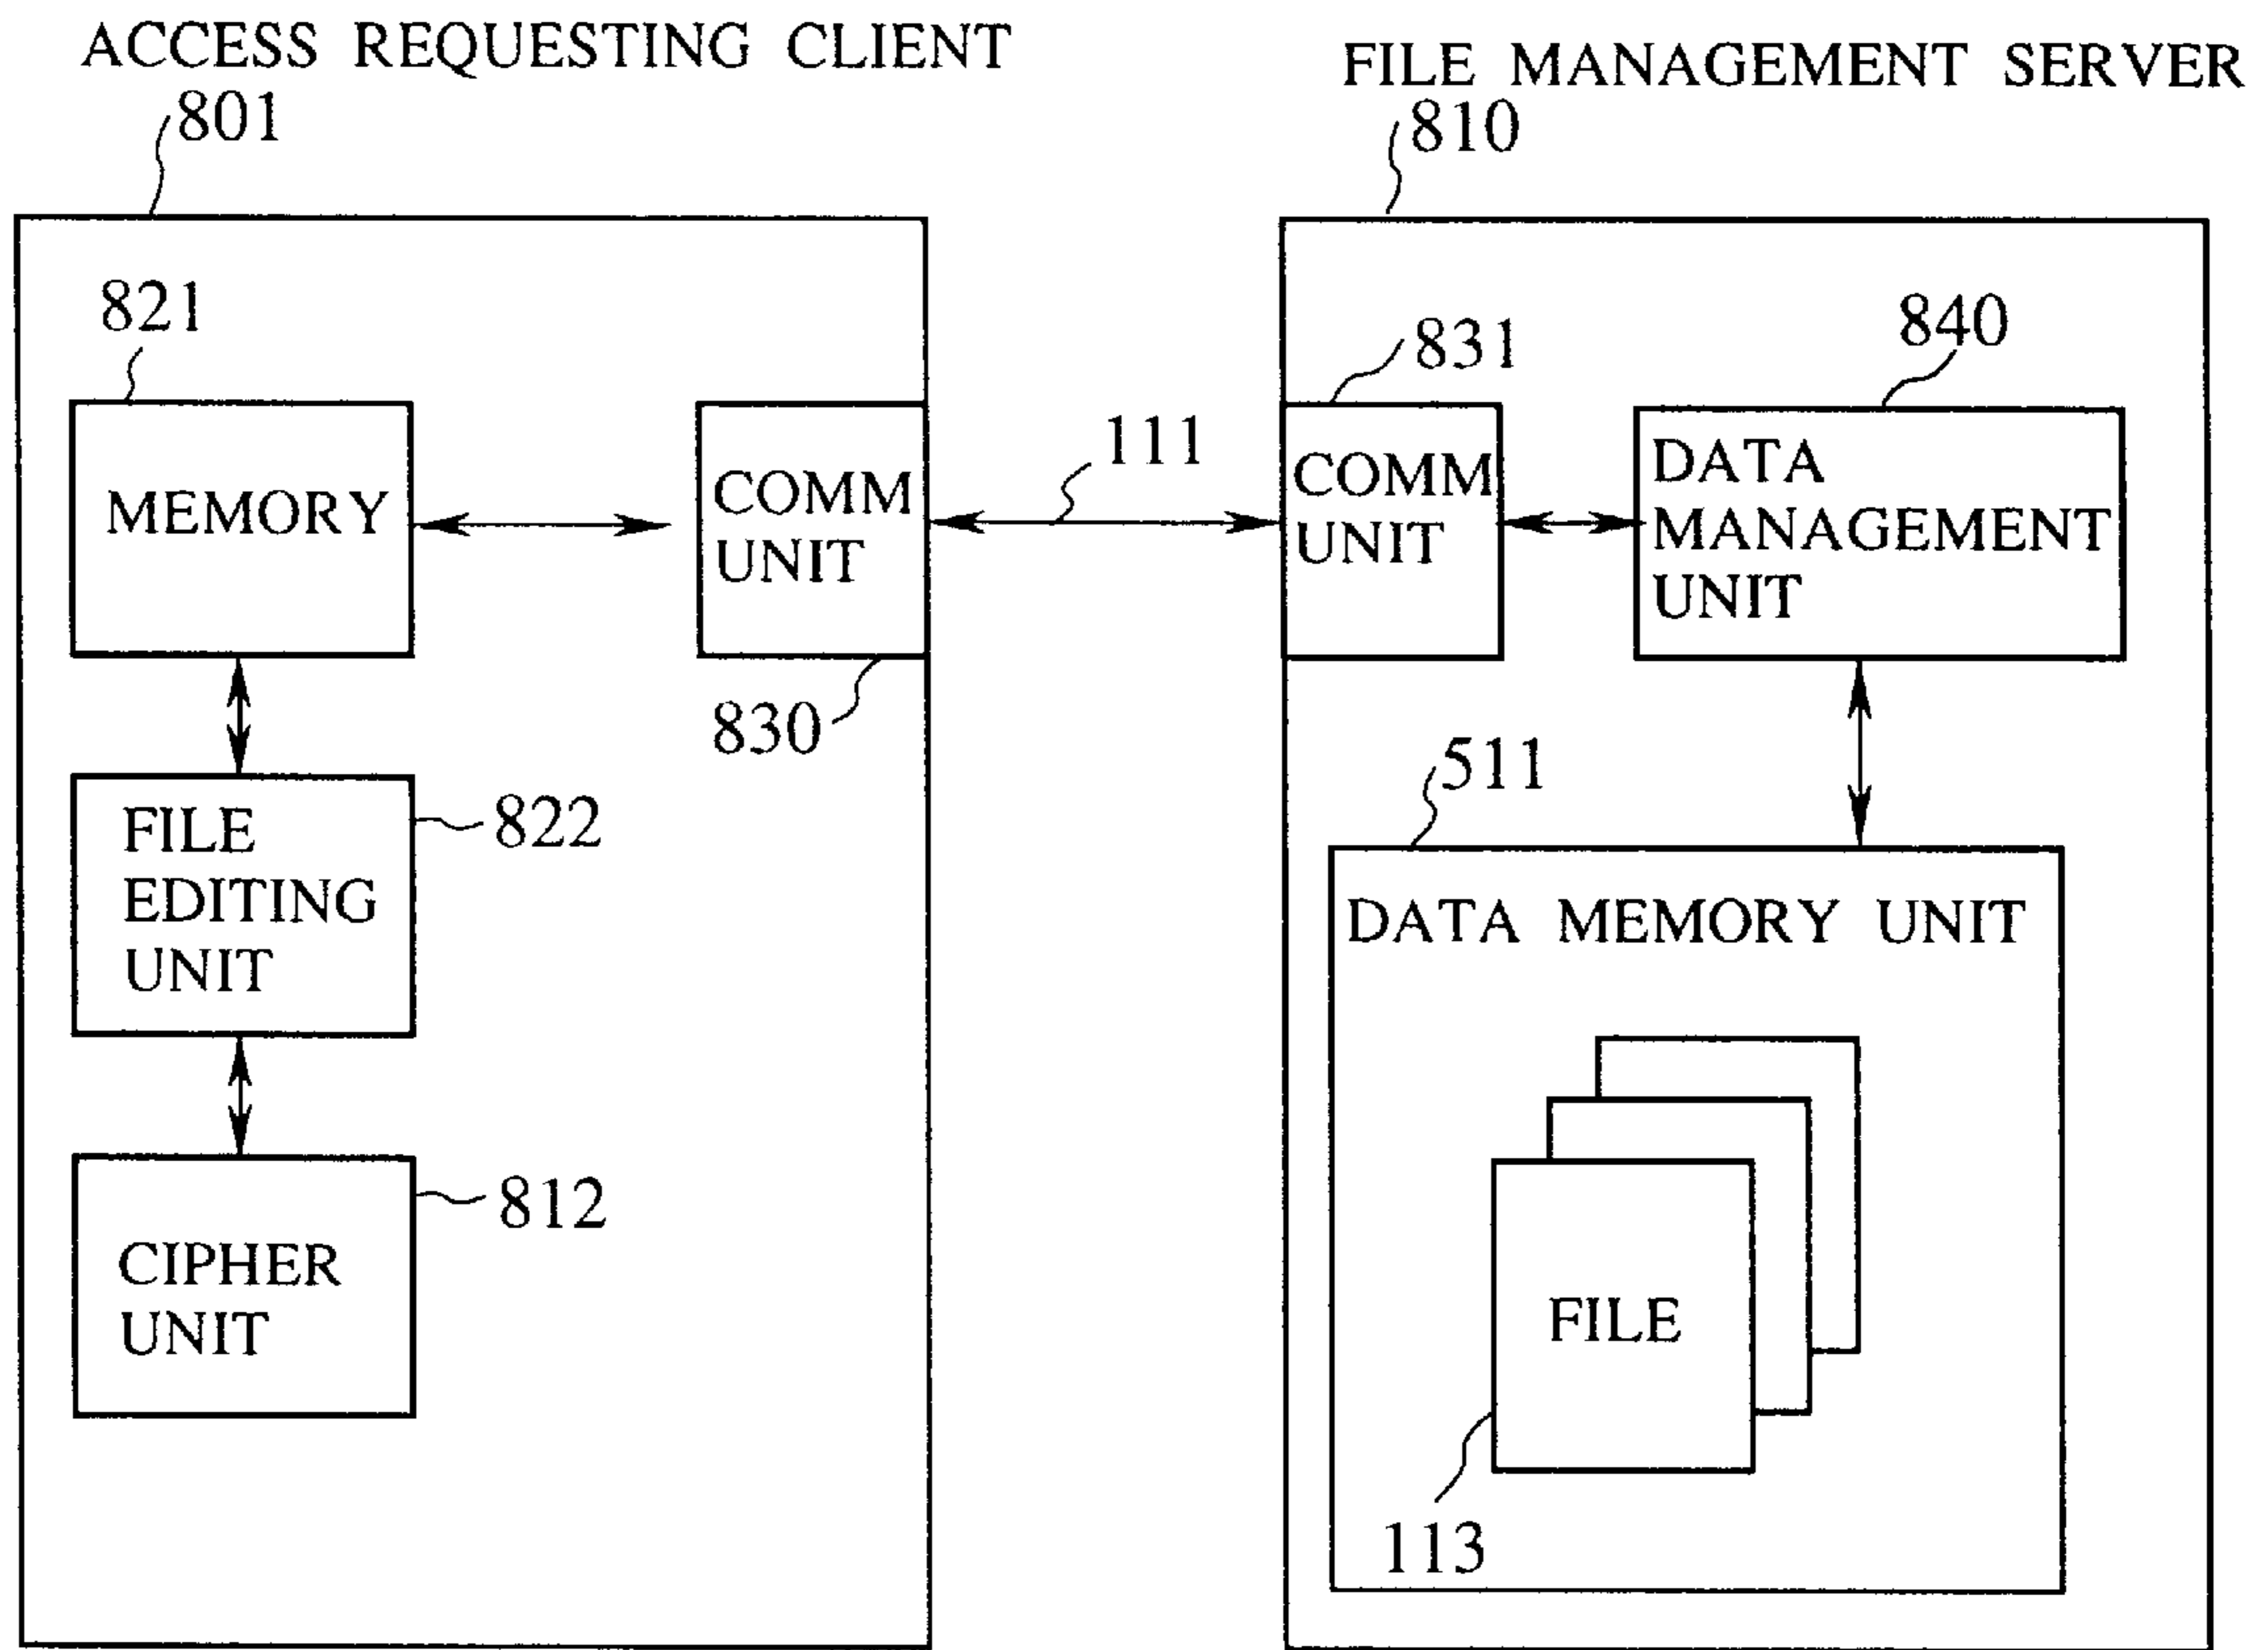 ACCESS REQUESTING CLIENT
801
821
MEMORY
COMM
UNIT
830
FILE
EDITING
UNIT
822
CIPHER
UNIT
812
111
FILE MANAGEMENT SERVER
810
831
COMM
UNIT
840
DATA
MANAGEMENT
UNIT
511
DATA MEMORY UNIT
FILE
113